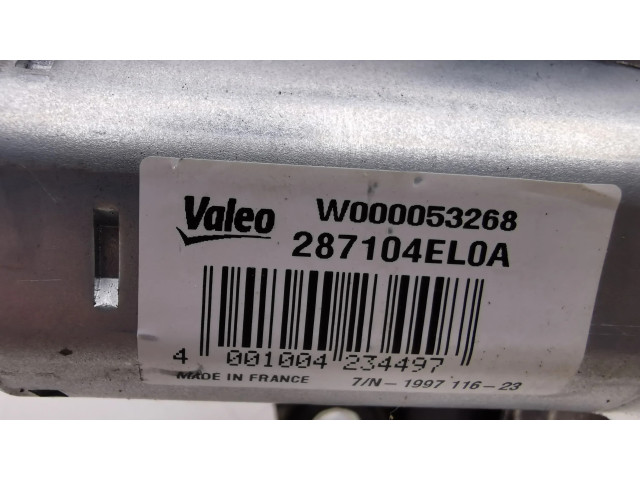 Valeo W000053268
287104EL0A
4 001004 234497
MADE IN FRANCE 7/N-1997 116-23